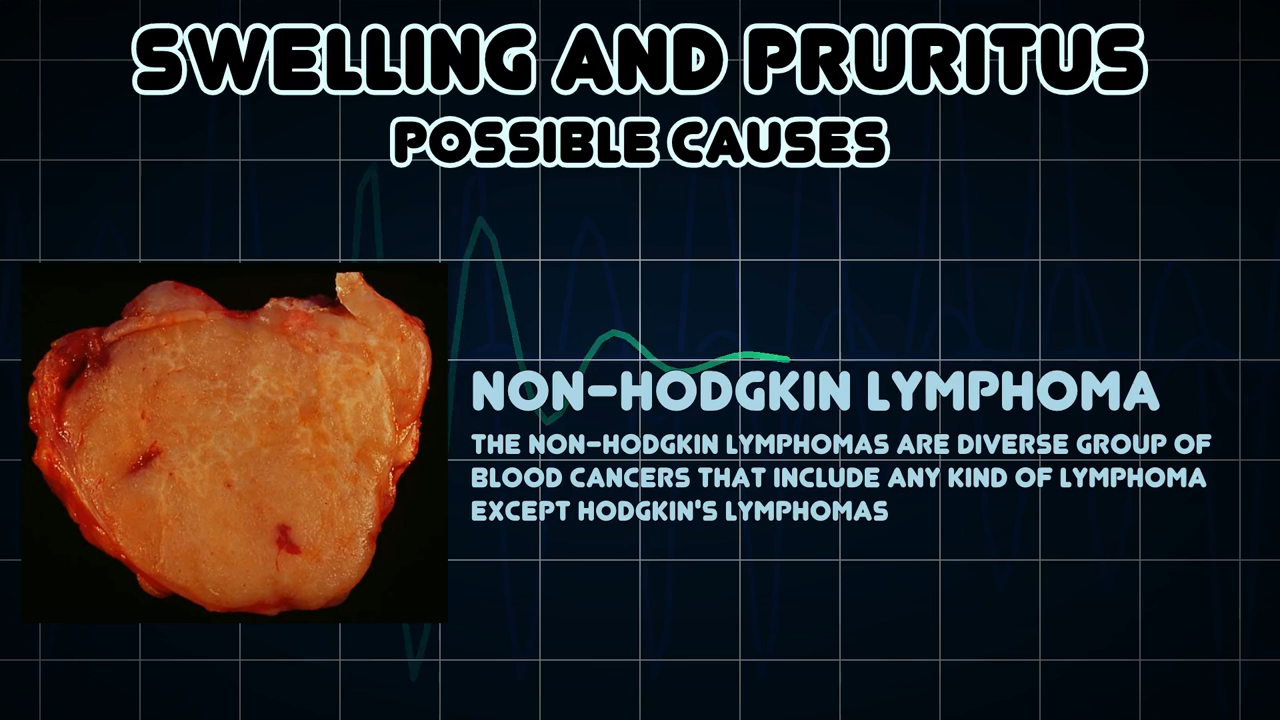 SWELLING AND PRURITUS
POSSIBLE CAUSES
NON-HODGKIN LYMPHOMA
THE NON-HODGKIN LYMPHOMAS ARE DIVERSE GROUP OF
BLOOD CANCERS THAT INCLUDE ANY KIND OF LYMPHOMA
EXCEPT HODGKIN'S LYMPHOMAS